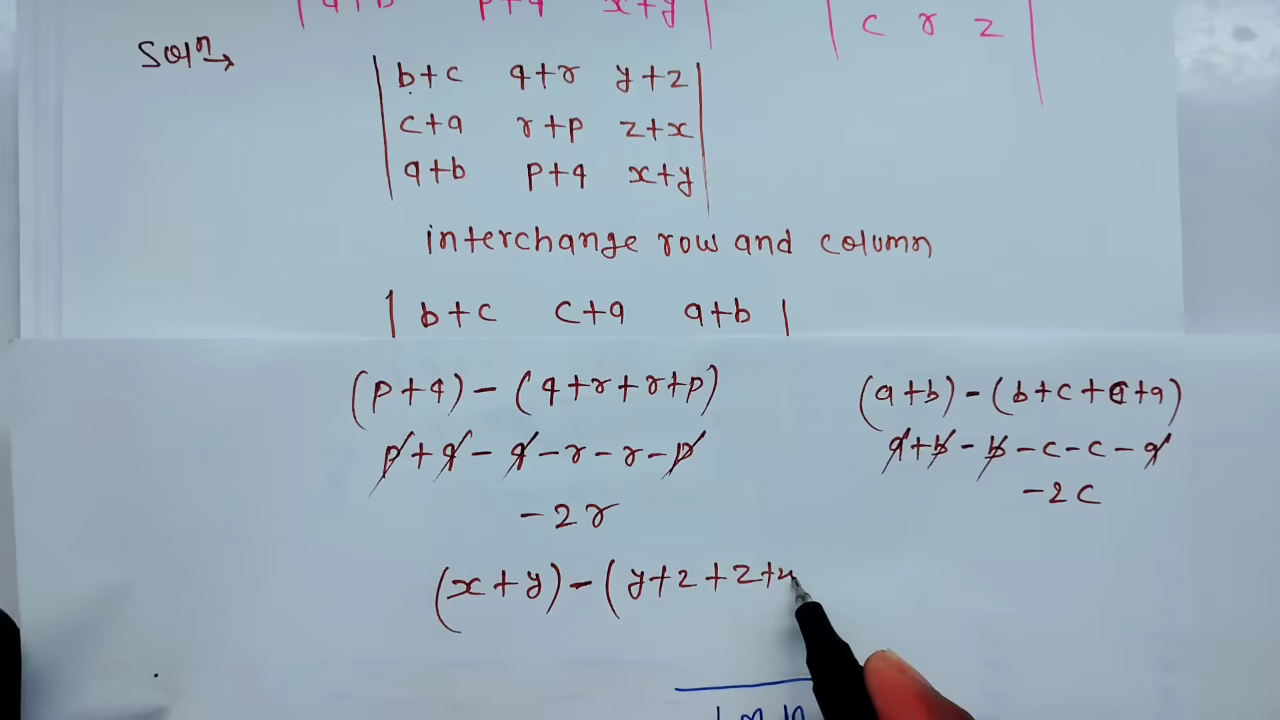 | a+b p+q x+y | | c r z |
Solⁿ→
| b+c q+r y+z |
| c+a r+p z+x |
| a+b p+q x+y |
interchange row and column
| b+c c+a a+b |
(p+q)-(q+r+r+p) (a+b)-(b+c+c+a)
p+q-q-r-r-p a+b-b-c-c-a
-2r -2c
(x+y)-(y+z+z+